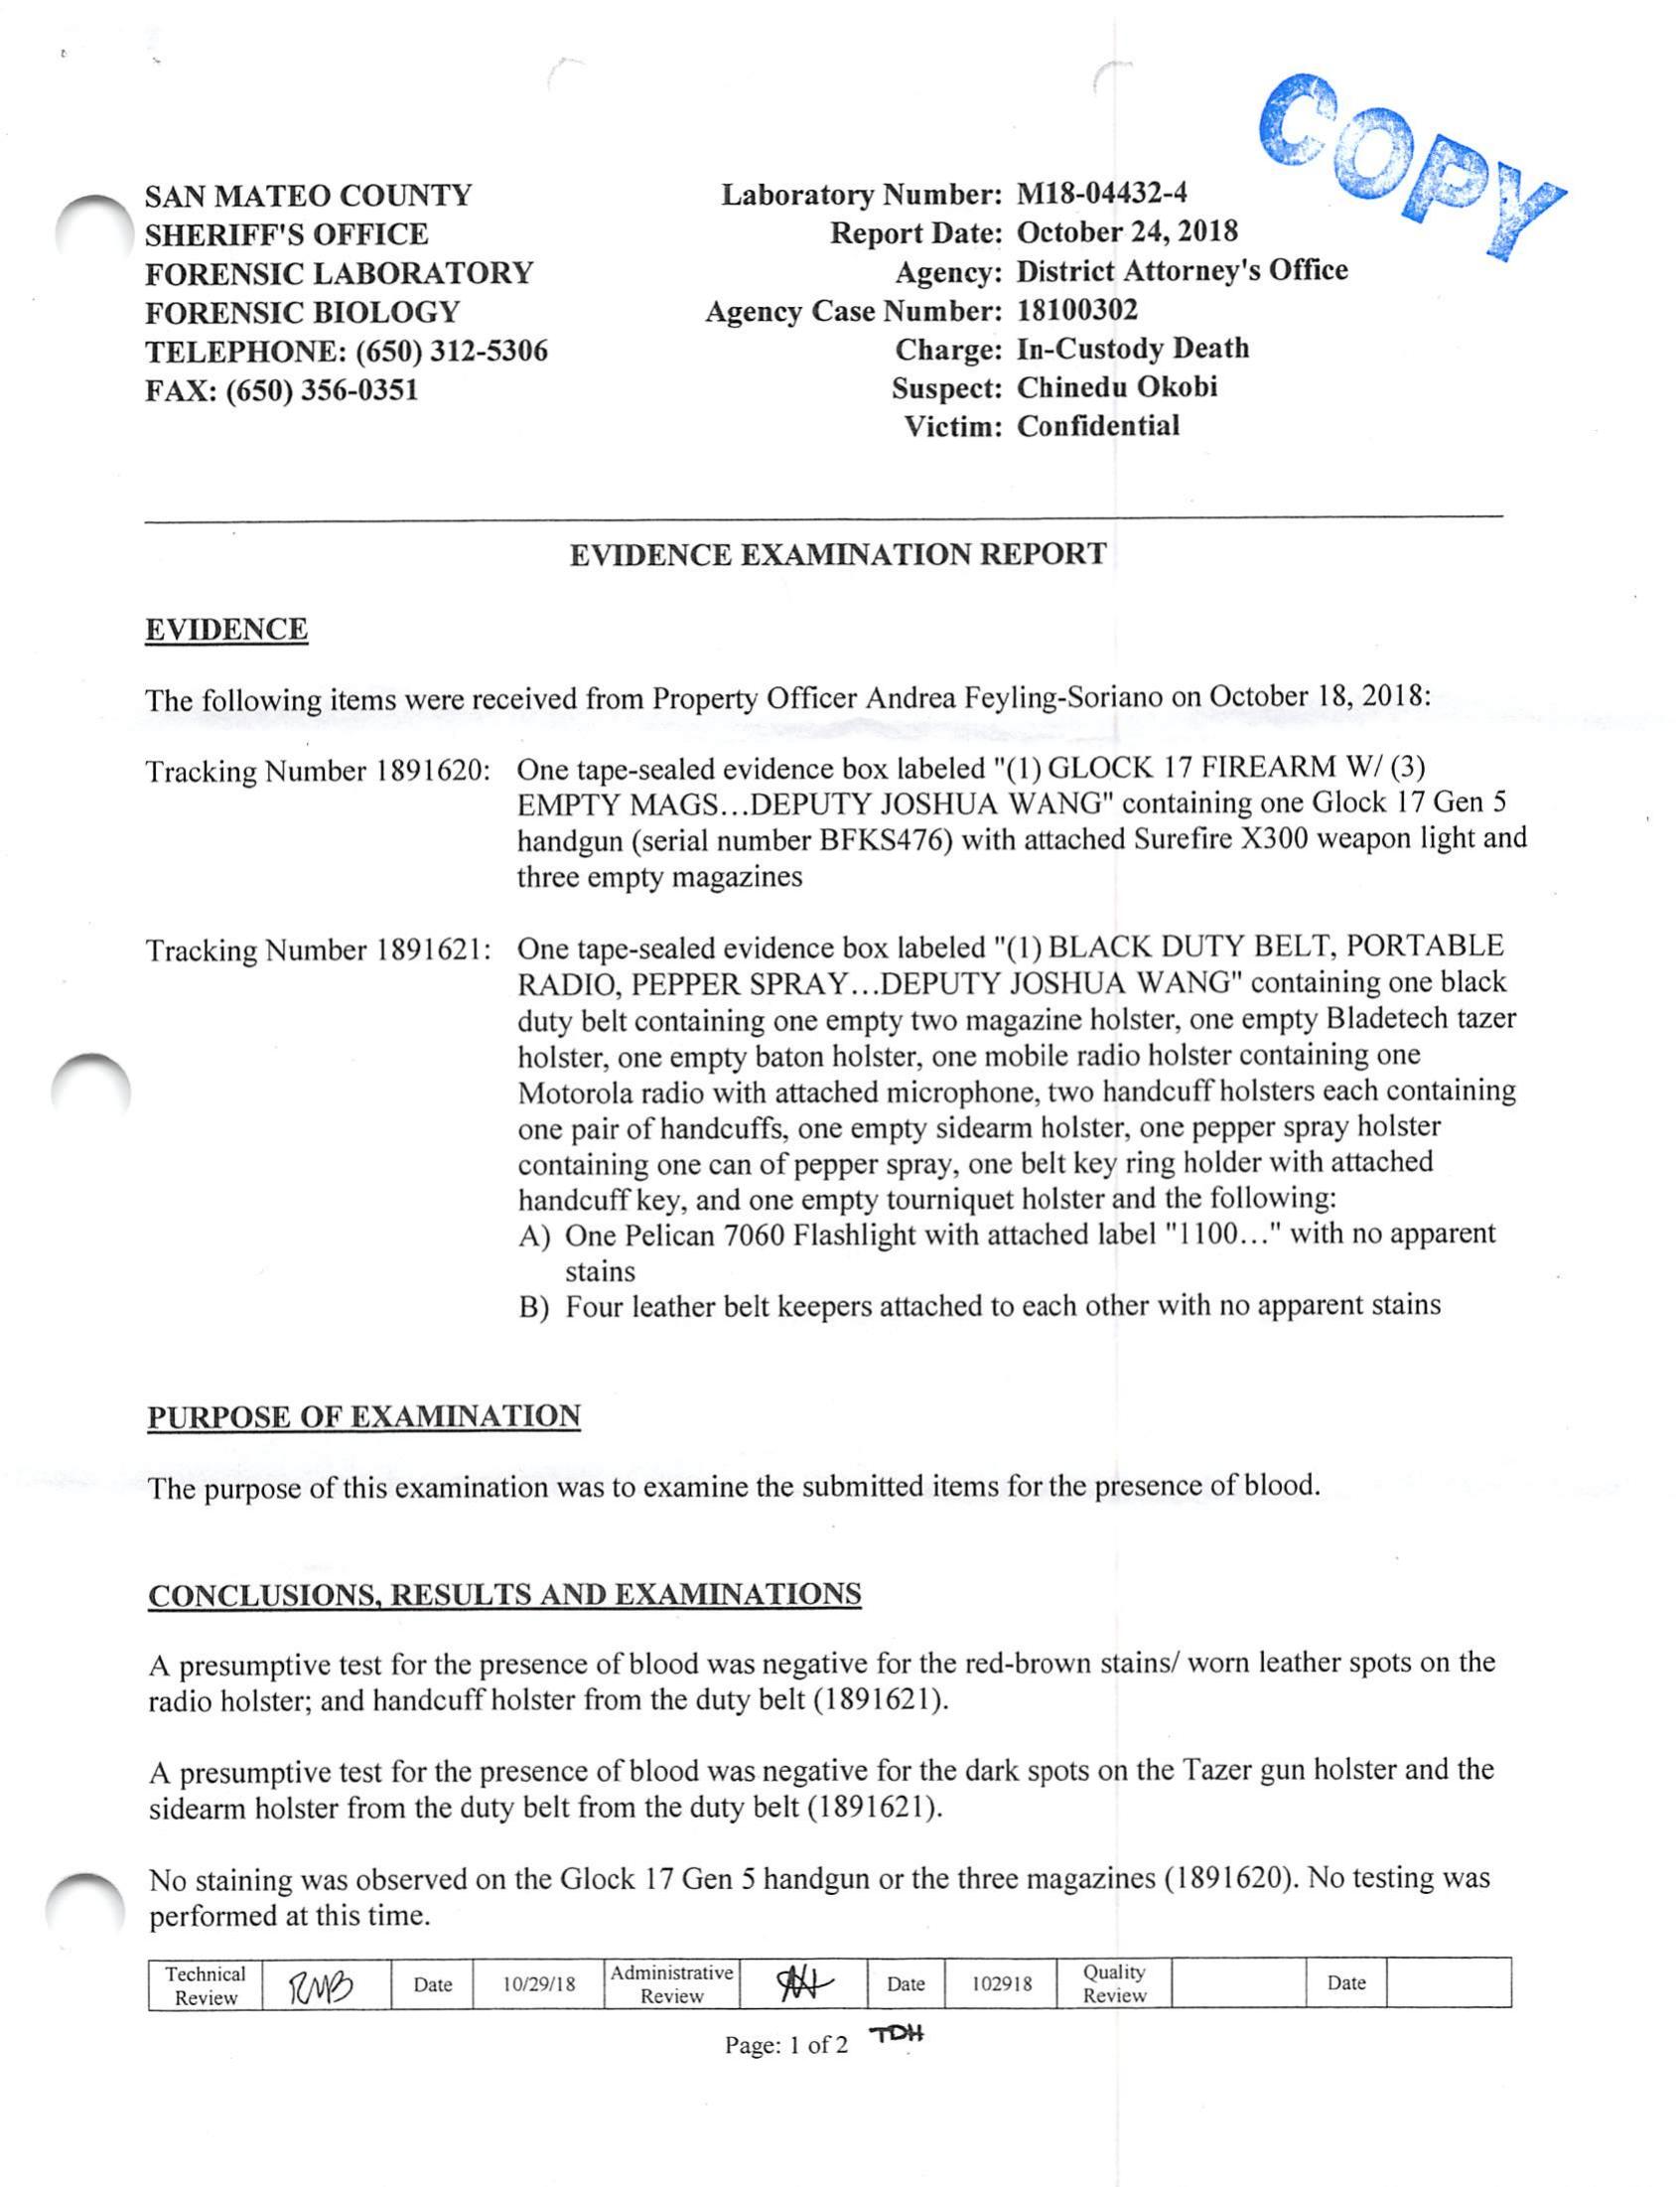 COPY
SAN MATEO COUNTY
SHERIFF'S OFFICE
FORENSIC LABORATORY
FORENSIC BIOLOGY
TELEPHONE: (650) 312-5306
FAX: (650) 356-0351
Laboratory Number: M18-04432-4
Report Date: October 24, 2018
Agency: District Attorney's Office
Agency Case Number: 18100302
Charge: In-Custody Death
Suspect: Chinedu Okobi
Victim: Confidential
EVIDENCE EXAMINATION REPORT
EVIDENCE
The following items were received from Property Officer Andrea Feyling-Soriano on October 18, 2018:
Tracking Number 1891620: One tape-sealed evidence box labeled "(1) GLOCK 17 FIREARM W/ (3)
EMPTY MAGS...DEPUTY JOSHUA WANG" containing one Glock 17 Gen 5
handgun (serial number BFKS476) with attached Surefire X300 weapon light and
three empty magazines
Tracking Number 1891621: One tape-sealed evidence box labeled "(1) BLACK DUTY BELT, PORTABLE
RADIO, PEPPER SPRAY...DEPUTY JOSHUA WANG" containing one black
duty belt containing one empty two magazine holster, one empty Bladetech tazer
holster, one empty baton holster, one mobile radio holster containing one
Motorola radio with attached microphone, two handcuff holsters each containing
one pair of handcuffs, one empty sidearm holster, one pepper spray holster
containing one can of pepper spray, one belt key ring holder with attached
handcuff key, and one empty tourniquet holster and the following:
A) One Pelican 7060 Flashlight with attached label "1100..." with no apparent
stains
B) Four leather belt keepers attached to each other with no apparent stains
PURPOSE OF EXAMINATION
The purpose of this examination was to examine the submitted items for the presence of blood.
CONCLUSIONS, RESULTS AND EXAMINATIONS
A presumptive test for the presence of blood was negative for the red-brown stains/ worn leather spots on the
radio holster; and handcuff holster from the duty belt (1891621).
A presumptive test for the presence of blood was negative for the dark spots on the Tazer gun holster and the
sidearm holster from the duty belt from the duty belt (1891621).
No staining was observed on the Glock 17 Gen 5 handgun or the three magazines (1891620). No testing was
performed at this time.
Technical Review RMB Date 10/29/18 Administrative Review Date 102918 Quality Review Date
Page: 1 of 2 TDH